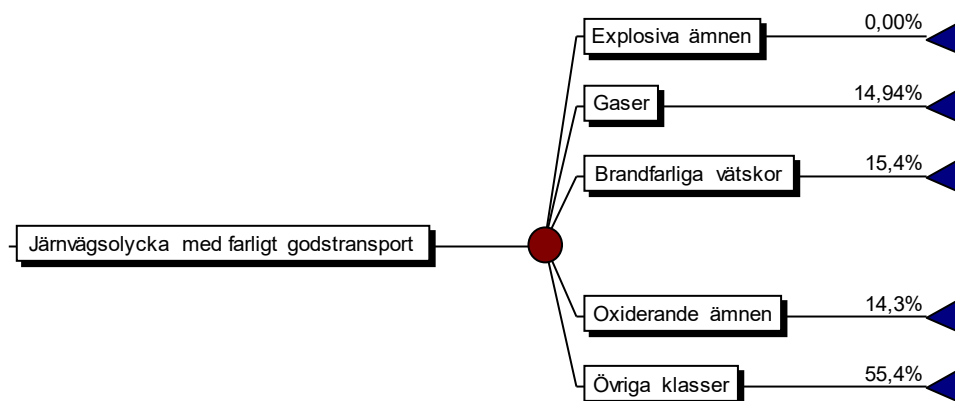 Explosiva ämnen 0,00%
Gaser 14,94%
Brandfarliga vätskor 15,4%
Järnvägsolycka med farligt godstransport
Oxiderande ämnen 14,3%
Övriga klasser 55,4%